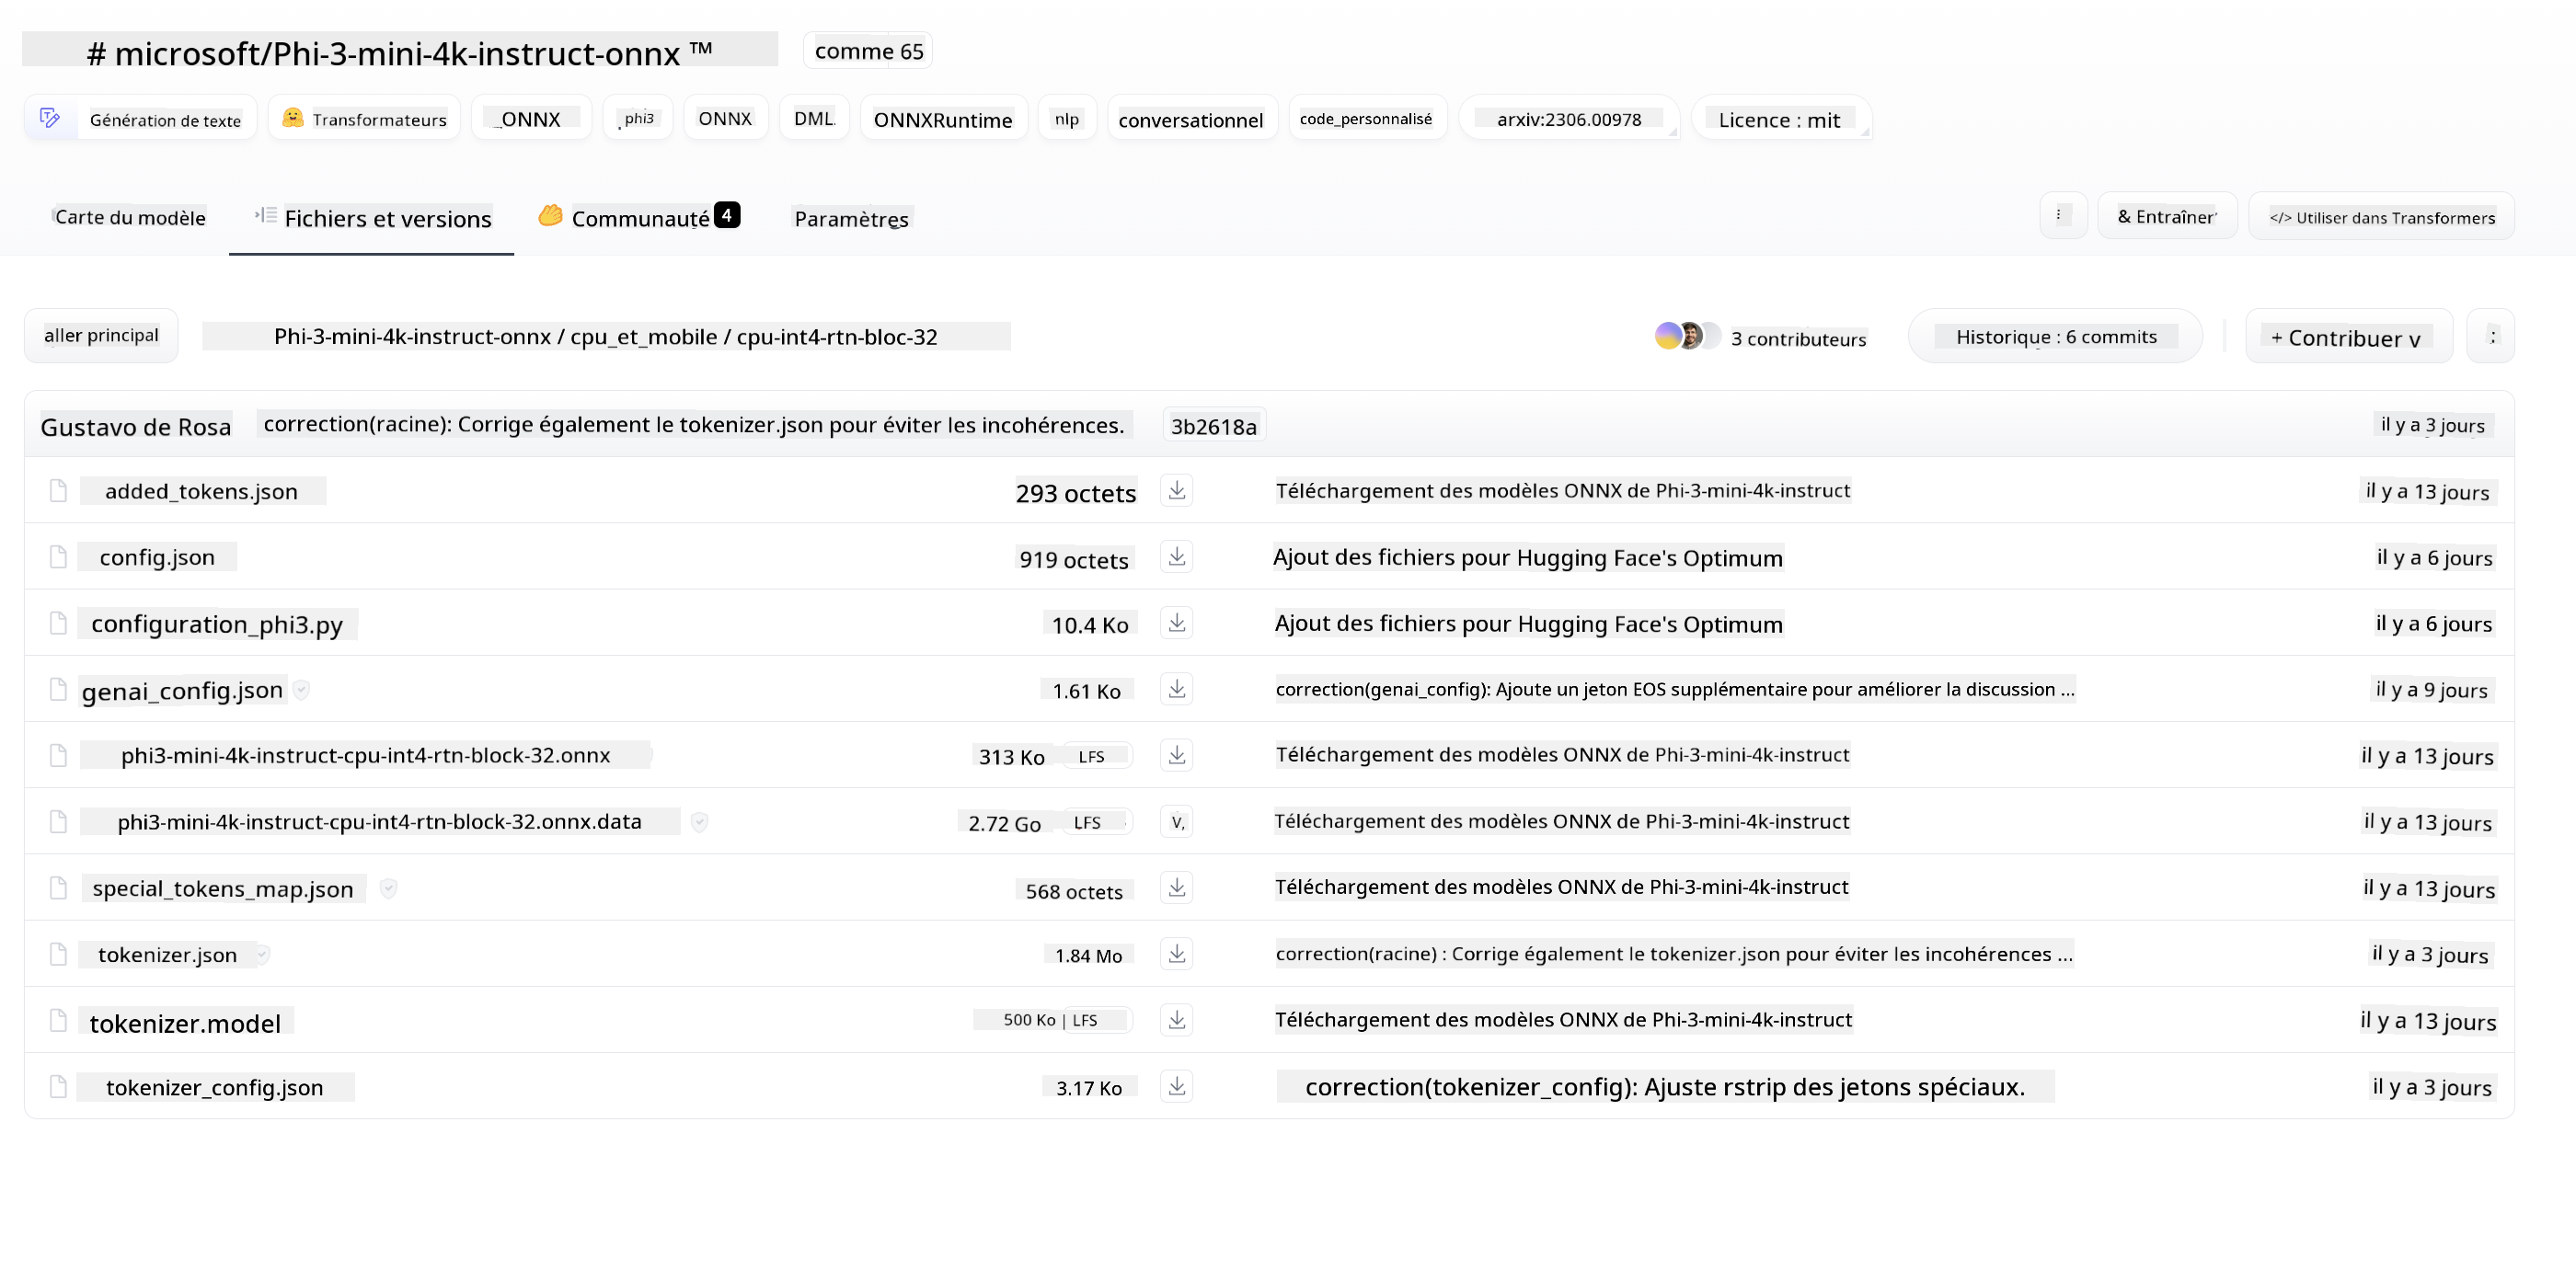 # microsoft/Phi-3-mini-4k-instruct-onnx ™ comme 65
Génération de texte Transformateurs _ONNX phi3 ONNX DML ONNXRuntime nlp conversationnel code_personnalisé arxiv:2306.00978 Licence : mit
Carte du modèle Fichiers et versions Communauté 4 Paramètres & Entraîner </> Utiliser dans Transformers
aller principal Phi-3-mini-4k-instruct-onnx / cpu_et_mobile / cpu-int4-rtn-bloc-32 3 contributeurs Historique : 6 commits + Contribuer v
Gustavo de Rosa correction(racine): Corrige également le tokenizer.json pour éviter les incohérences. 3b2618a il y a 3 jours
added_tokens.json 293 octets Téléchargement des modèles ONNX de Phi-3-mini-4k-instruct il y a 13 jours
config.json 919 octets Ajout des fichiers pour Hugging Face's Optimum il y a 6 jours
configuration_phi3.py 10.4 Ko Ajout des fichiers pour Hugging Face's Optimum il y a 6 jours
genai_config.json 1.61 Ko correction(genai_config): Ajoute un jeton EOS supplémentaire pour améliorer la discussion ... il y a 9 jours
phi3-mini-4k-instruct-cpu-int4-rtn-block-32.onnx 313 Ko LFS Téléchargement des modèles ONNX de Phi-3-mini-4k-instruct il y a 13 jours
phi3-mini-4k-instruct-cpu-int4-rtn-block-32.onnx.data 2.72 Go LFS V, Téléchargement des modèles ONNX de Phi-3-mini-4k-instruct il y a 13 jours
special_tokens_map.json 568 octets Téléchargement des modèles ONNX de Phi-3-mini-4k-instruct il y a 13 jours
tokenizer.json 1.84 Mo correction(racine) : Corrige également le tokenizer.json pour éviter les incohérences ... il y a 3 jours
tokenizer.model 500 Ko | LFS Téléchargement des modèles ONNX de Phi-3-mini-4k-instruct il y a 13 jours
tokenizer_config.json 3.17 Ko correction(tokenizer_config): Ajuste rstrip des jetons spéciaux. il y a 3 jours